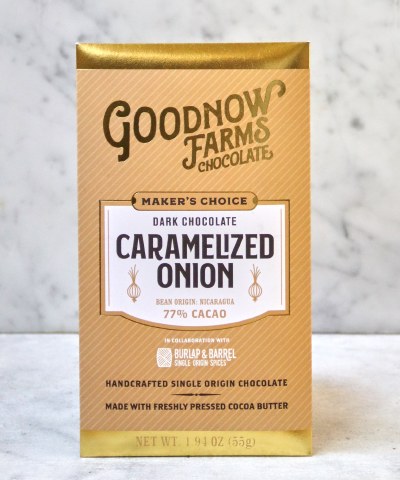 GOODNOW
FARMS
CHOCOLATE
MAKER'S CHOICE
DARK CHOCOLATE
CARAMELIZED
ONION
BEAN ORIGIN: NICARAGUA
77% CACAO
IN COLLABORATION WITH
BURLAP & BARREL
SINGLE ORIGIN SPICES
HANDCRAFTED SINGLE ORIGIN CHOCOLATE
MADE WITH FRESHLY PRESSED COCOA BUTTER
NET WT. 1.94 OZ (55g)